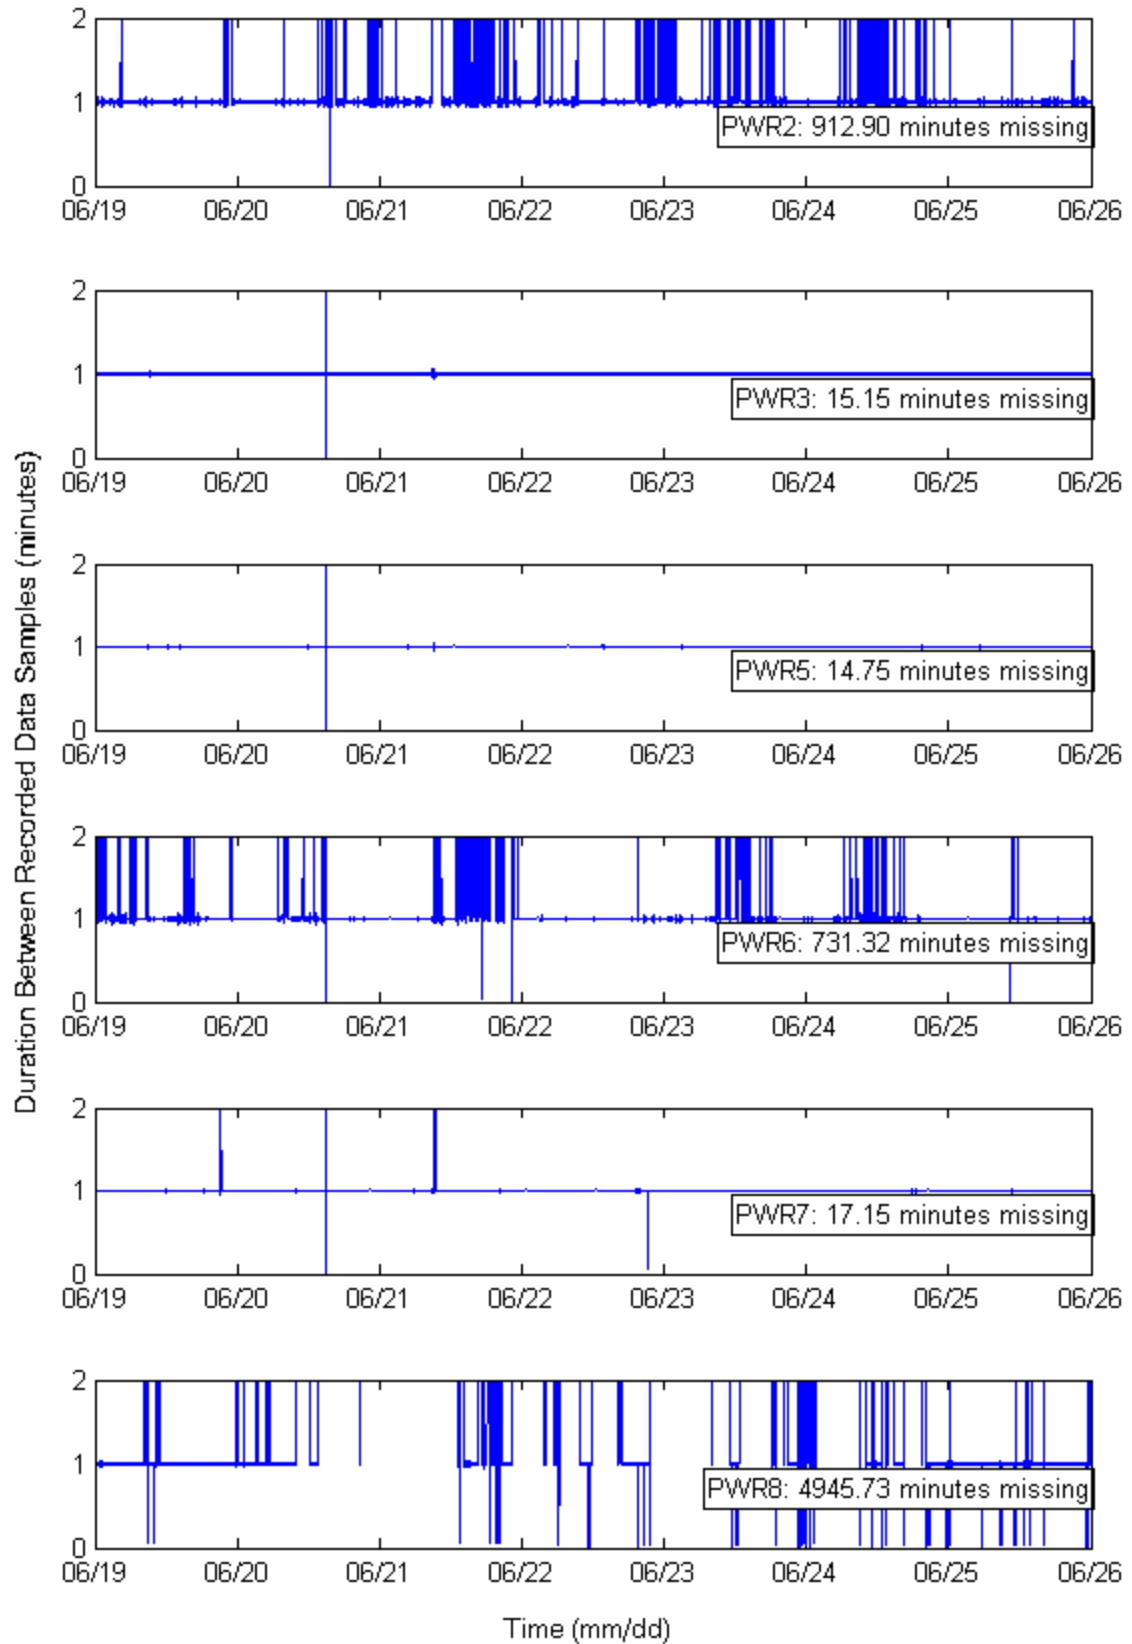 2
1
PWR2: 912.90 minutes missing
0
06/19 06/20 06/21 06/22 06/23 06/24 06/25 06/26
2
1
PWR3: 15.15 minutes missing
0
06/19 06/20 06/21 06/22 06/23 06/24 06/25 06/26
2
1
PWR5: 14.75 minutes missing
0
06/19 06/20 06/21 06/22 06/23 06/24 06/25 06/26
Duration Between Recorded Data Samples (minutes)
2
1
PWR6: 731.32 minutes missing
0
06/19 06/20 06/21 06/22 06/23 06/24 06/25 06/26
2
1
PWR7: 17.15 minutes missing
0
06/19 06/20 06/21 06/22 06/23 06/24 06/25 06/26
2
1
PWR8: 4945.73 minutes missing
0
06/19 06/20 06/21 06/22 06/23 06/24 06/25 06/26
Time (mm/dd)